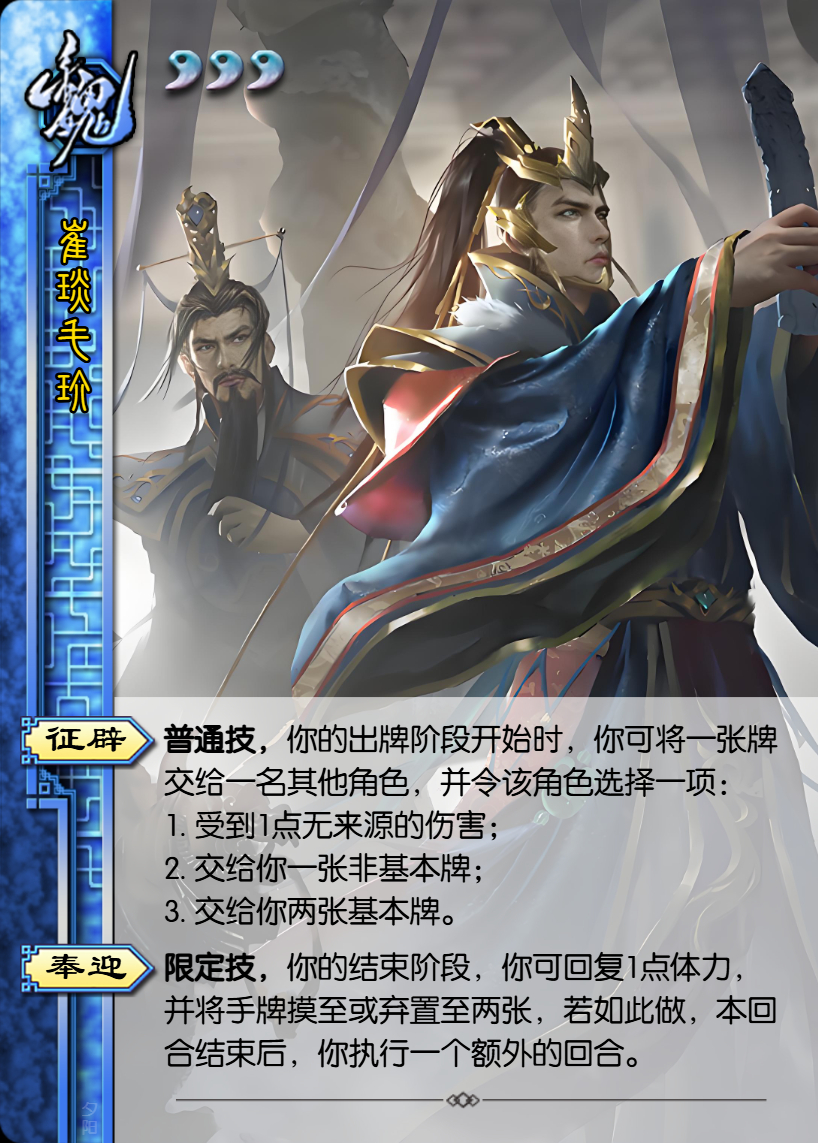 魏
崔琰毛玠
征辟
普通技，你的出牌阶段开始时，你可将一张牌
交给一名其他角色，并令该角色选择一项：
1. 受到1点无来源的伤害；
2. 交给你一张非基本牌；
3. 交给你两张基本牌。
奉迎
限定技，你的结束阶段，你可回复1点体力，
并将手牌摸至或弃置至两张，若如此做，本回
合结束后，你执行一个额外的回合。
夕阳